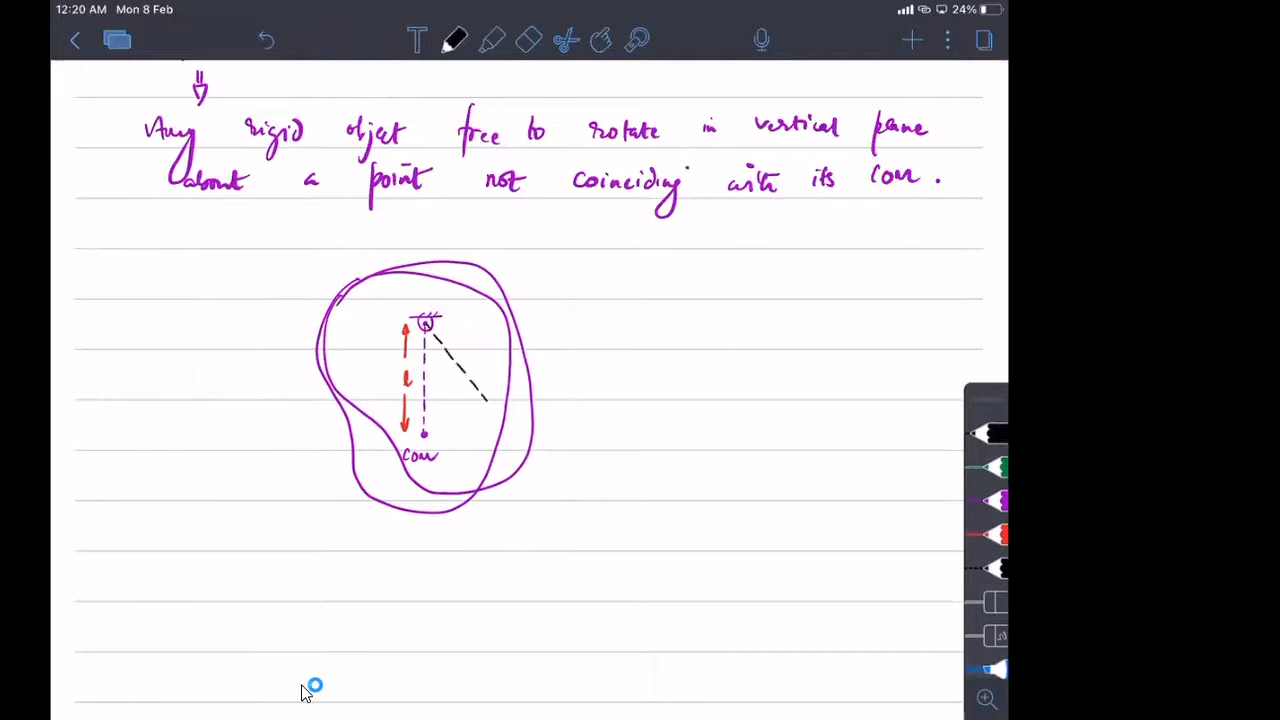 12:20 AM Mon 8 Feb
24%
T
Any rigid object free to rotate in vertical plane
about a point not coinciding with its com.
l
com